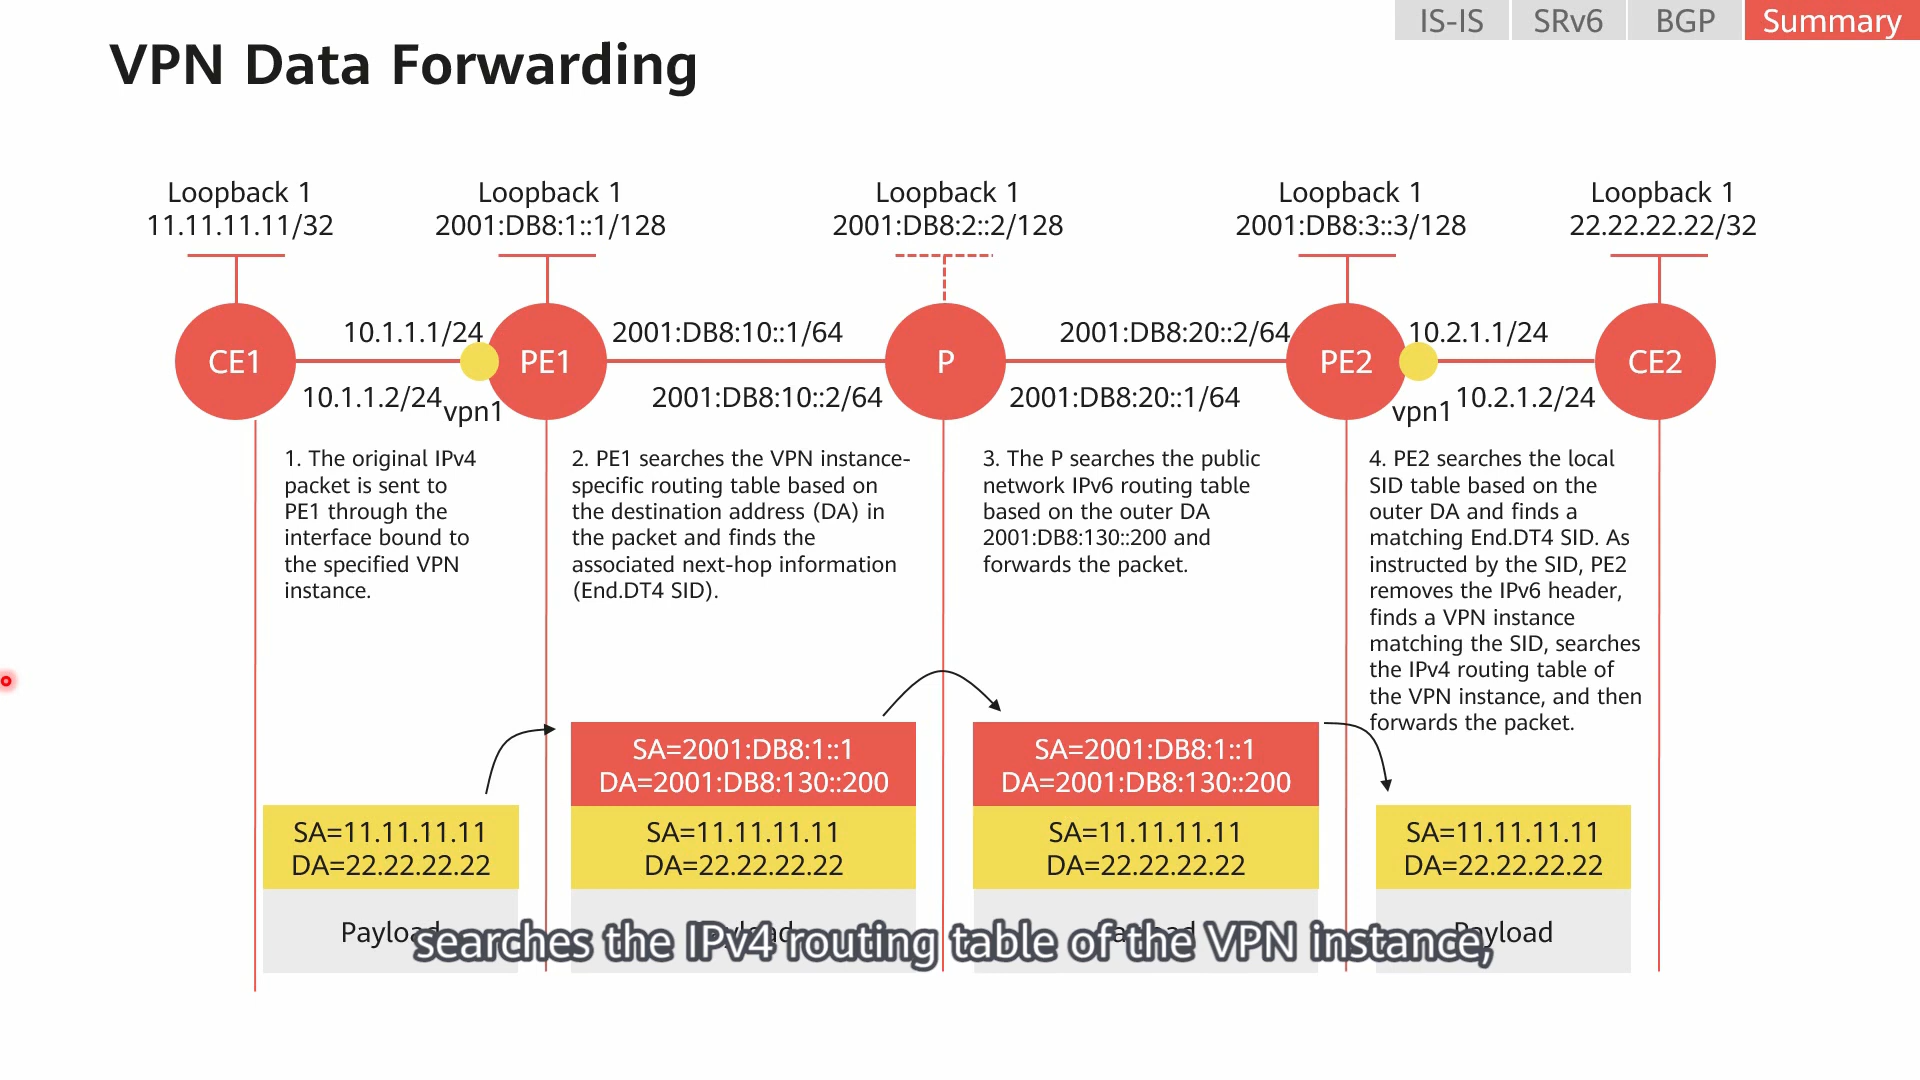 IS-IS
SRv6
BGP
Summary
VPN Data Forwarding
Loopback 1
11.11.11.11/32
Loopback 1
2001:DB8:1::1/128
Loopback 1
2001:DB8:2::2/128
Loopback 1
2001:DB8:3::3/128
Loopback 1
22.22.22.22/32
CE1
10.1.1.1/24
10.1.1.2/24
vpn1
PE1
2001:DB8:10::1/64
2001:DB8:10::2/64
P
2001:DB8:20::2/64
2001:DB8:20::1/64
PE2
10.2.1.1/24
vpn1
10.2.1.2/24
CE2
1. The original IPv4
packet is sent to
PE1 through the
interface bound to
the specified VPN
instance.
2. PE1 searches the VPN instance-
specific routing table based on
the destination address (DA) in
the packet and finds the
associated next-hop information
(End.DT4 SID).
3. The P searches the public
network IPv6 routing table
based on the outer DA
2001:DB8:130::200 and
forwards the packet.
4. PE2 searches the local
SID table based on the
outer DA and finds a
matching End.DT4 SID. As
instructed by the SID, PE2
removes the IPv6 header,
finds a VPN instance
matching the SID, searches
the IPv4 routing table of
the VPN instance, and then
forwards the packet.
SA=11.11.11.11
DA=22.22.22.22
Payload
SA=2001:DB8:1::1
DA=2001:DB8:130::200
SA=11.11.11.11
DA=22.22.22.22
Payload
SA=2001:DB8:1::1
DA=2001:DB8:130::200
SA=11.11.11.11
DA=22.22.22.22
Payload
SA=11.11.11.11
DA=22.22.22.22
Payload
searches the IPv4 routing table of the VPN instance,